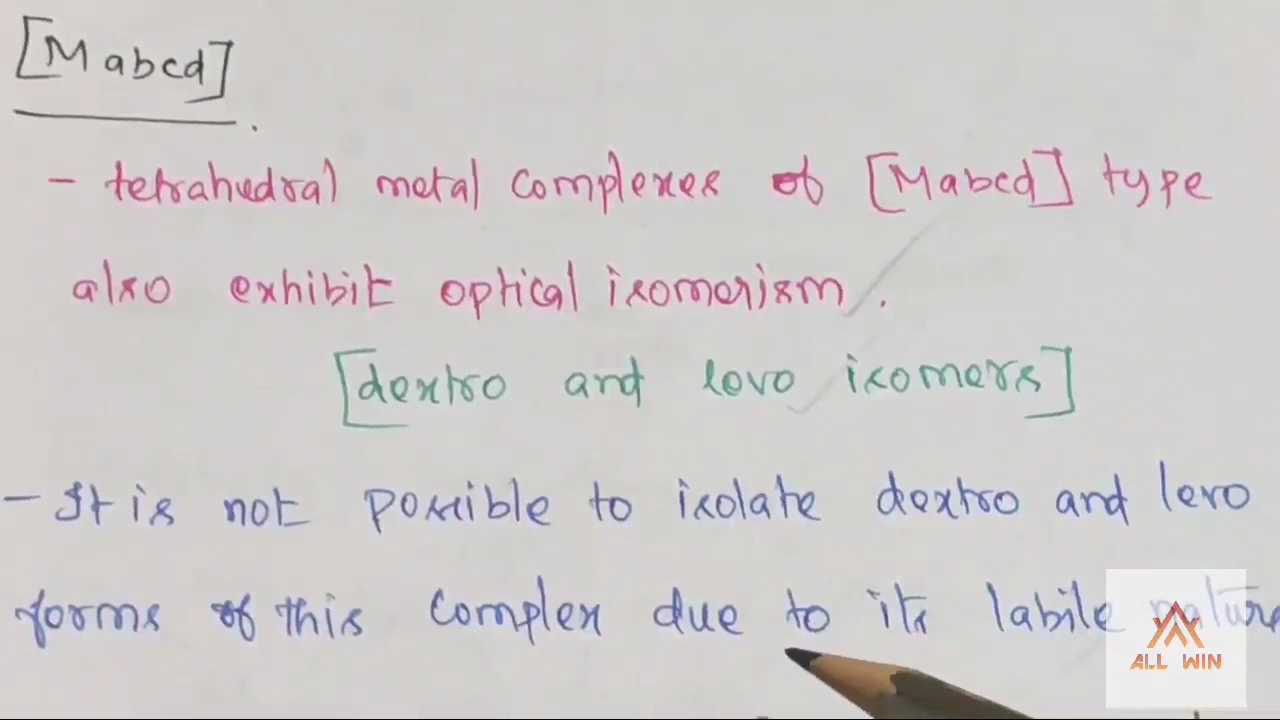 [Mabcd]
- tetrahedral metal complexes of [Mabcd] type
also exhibit optical isomerism.
[dextro and levo isomers]
- It is not possible to isolate dextro and levo
forms of this complex due to its labile nature
ALL WIN